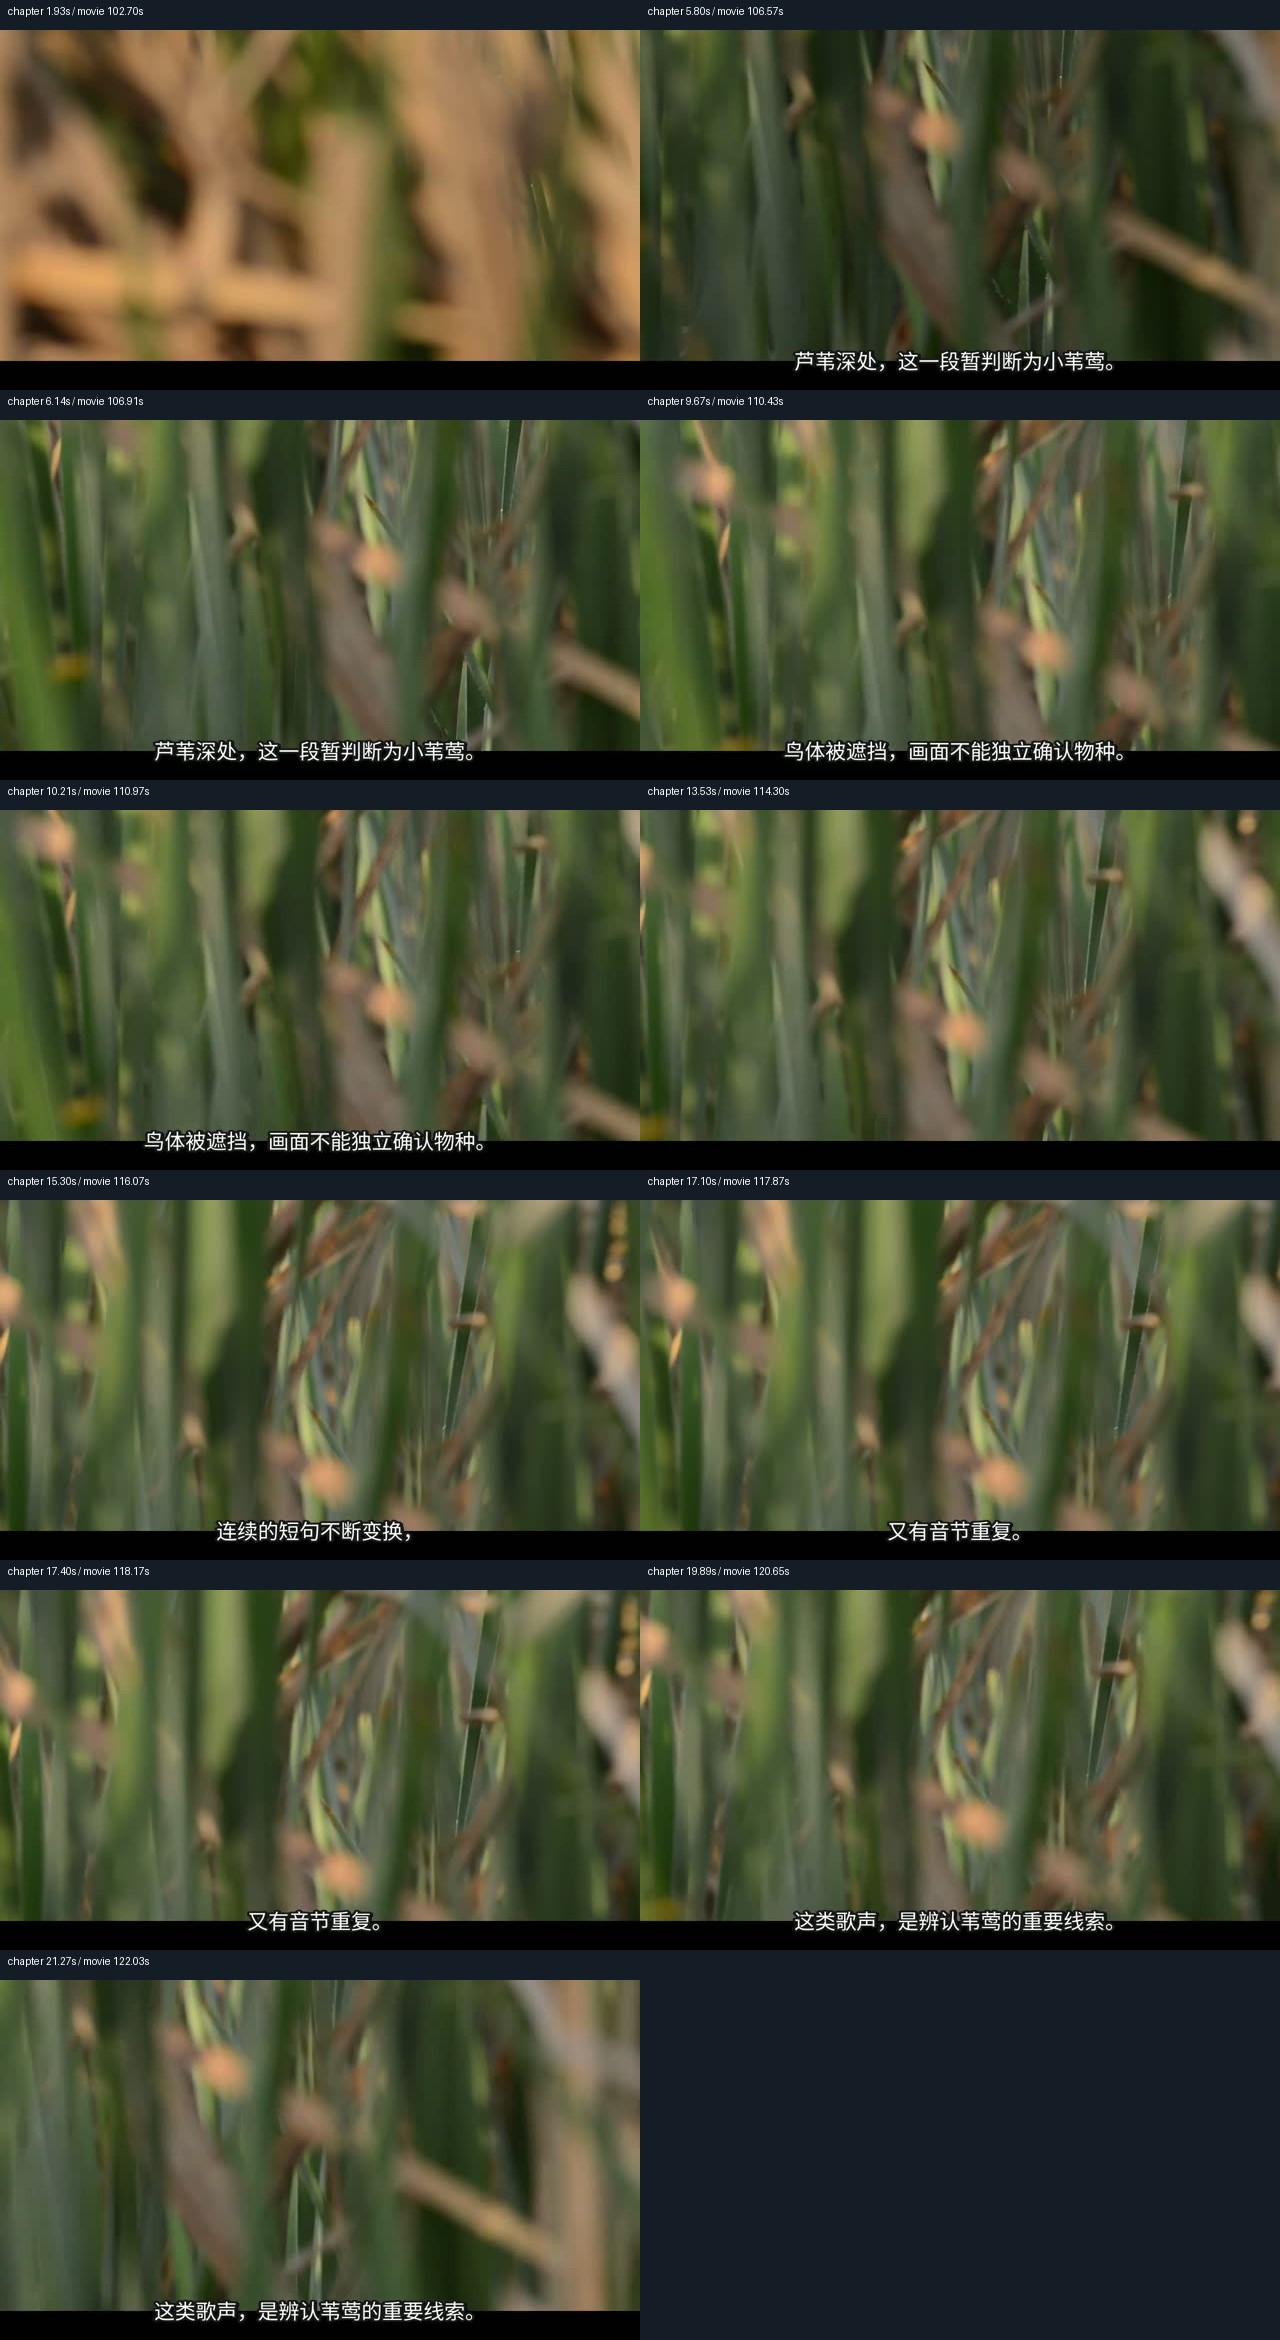 chapter 1.93s / movie 102.70s
chapter 5.80s / movie 106.57s
芦苇深处，这一段暂判断为小苇莺。
chapter 6.14s / movie 106.91s
芦苇深处，这一段暂判断为小苇莺。
chapter 9.67s / movie 110.43s
鸟体被遮挡，画面不能独立确认物种。
chapter 10.21s / movie 110.97s
鸟体被遮挡，画面不能独立确认物种。
chapter 13.53s / movie 114.30s
chapter 15.30s / movie 116.07s
连续的短句不断变换，
chapter 17.10s / movie 117.87s
又有音节重复。
chapter 17.40s / movie 118.17s
又有音节重复。
chapter 19.89s / movie 120.65s
这类歌声，是辨认苇莺的重要线索。
chapter 21.27s / movie 122.03s
这类歌声，是辨认苇莺的重要线索。